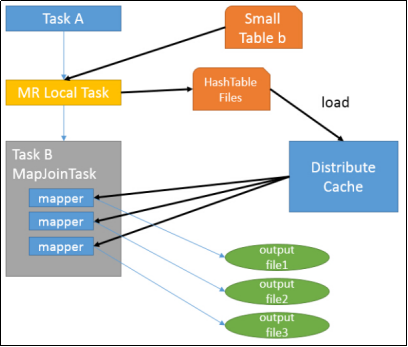 Task A
Small
Table b
MR Local Task
HashTable
Files
load
Task B
MapJoinTask
mapper
mapper
mapper
Distribute
Cache
output
file1
output
file2
output
file3